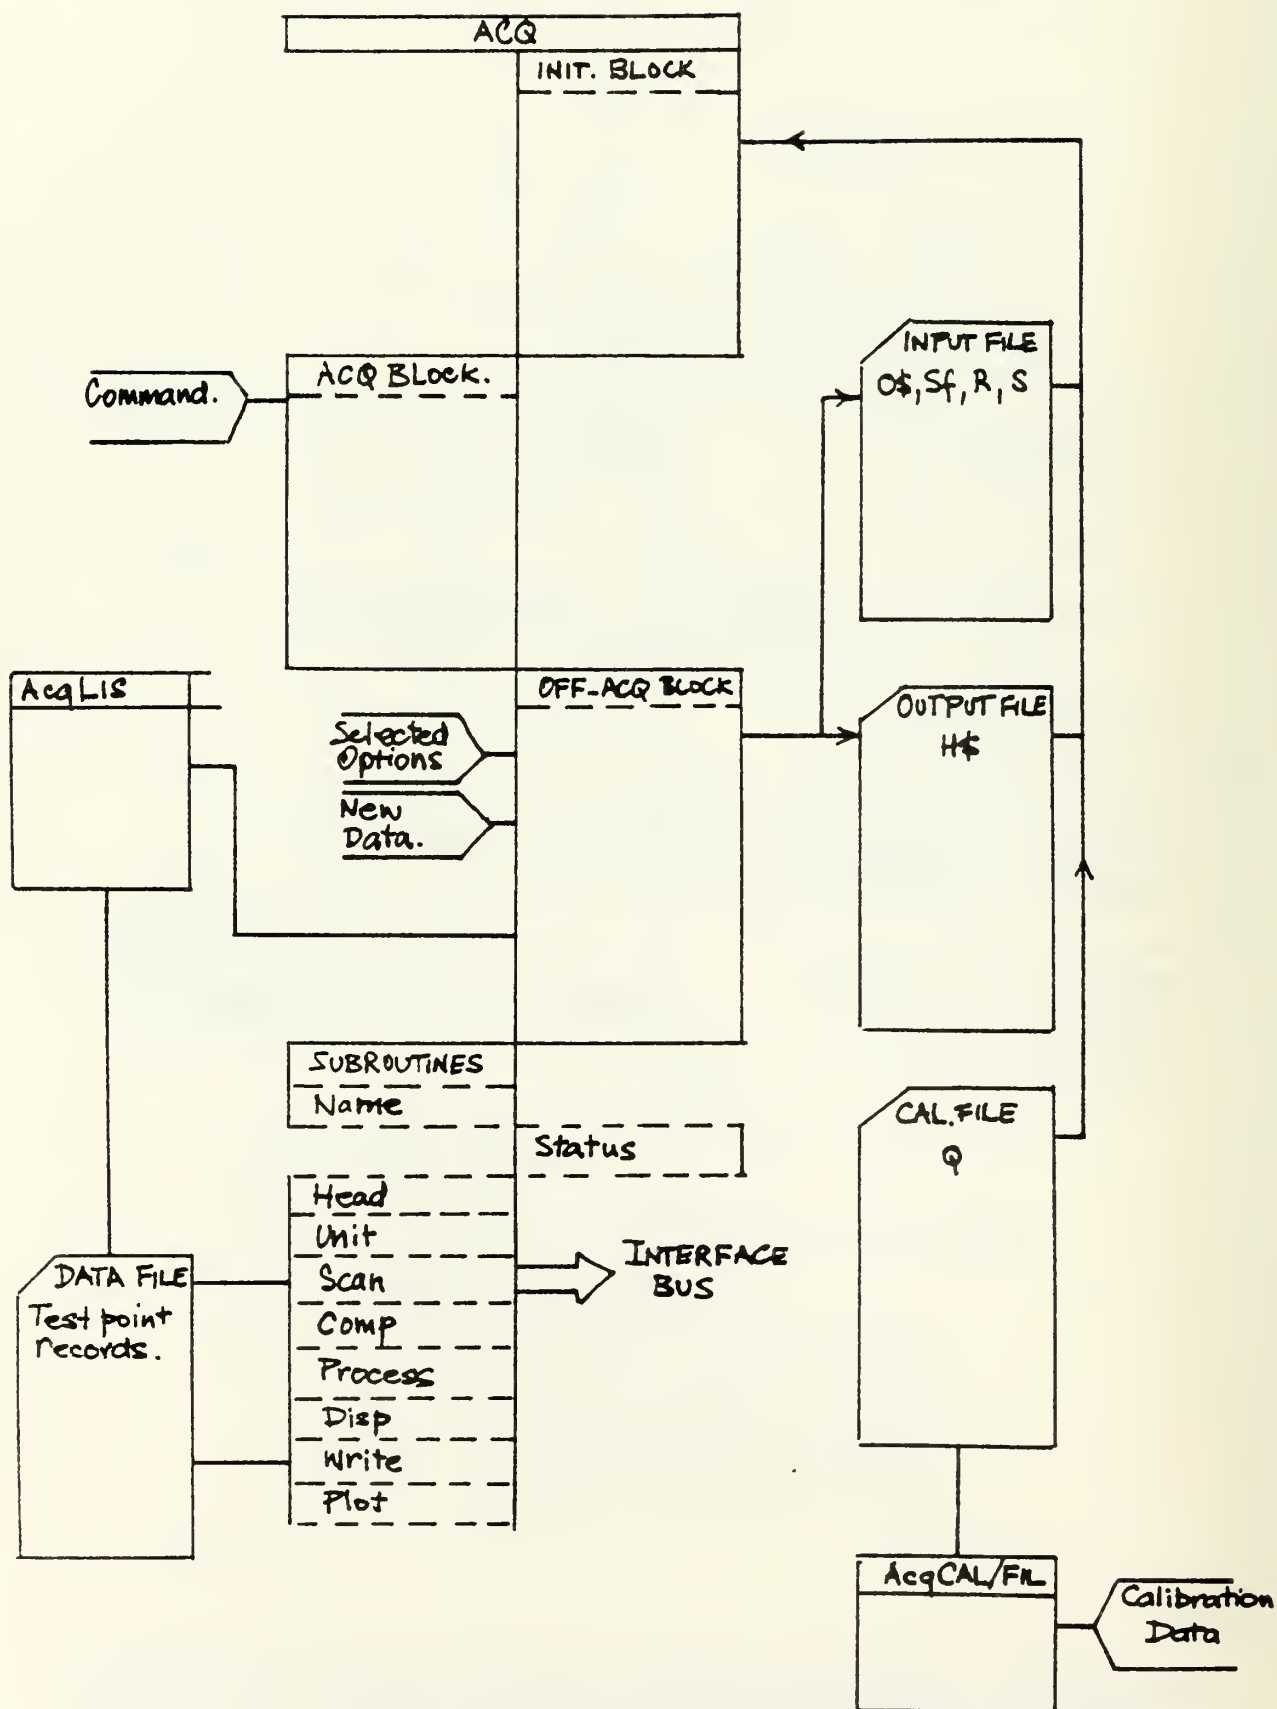 ACQ
INIT. BLOCK
INPUT FILE
O$, Sf, R, S
ACQ BLOCK.
Command.
AcqLIS
OFF-ACQ BLOCK
Selected
Options
New
Data.
OUTPUT FILE
H$
SUBROUTINES
Name
Status
Head
Unit
Scan
Comp
Process
Disp
Write
Plot
INTERFACE
BUS
DATA FILE
Test point
records.
CAL. FILE
Q
AcqCAL/FIL
Calibration
Data